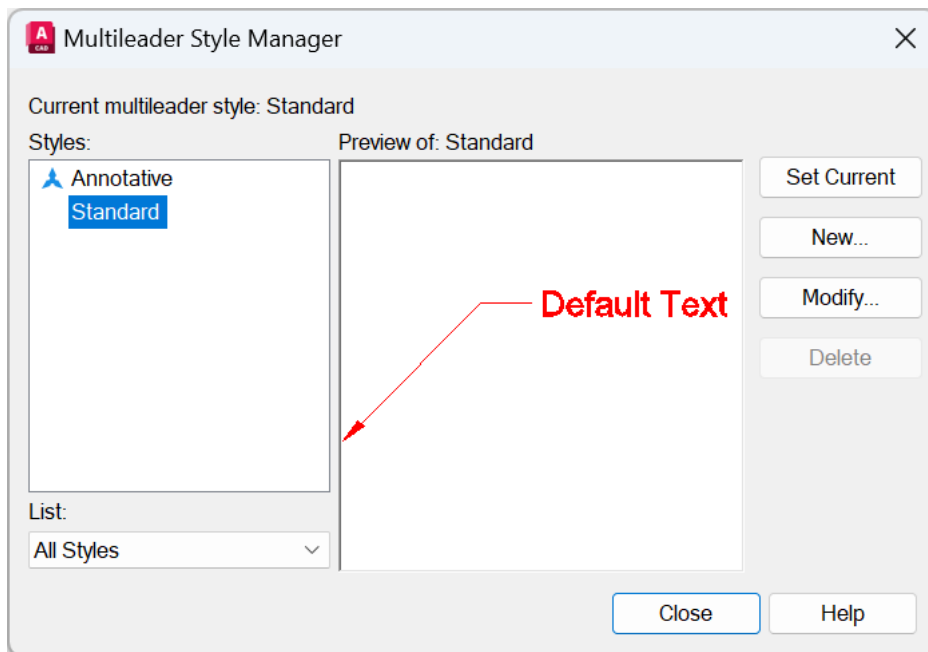 A
CAD
Multileader Style Manager
Current multileader style: Standard
Styles:
Preview of: Standard
Annotative
Standard
Set Current
New...
Default Text
Modify...
Delete
List:
All Styles
Close
Help